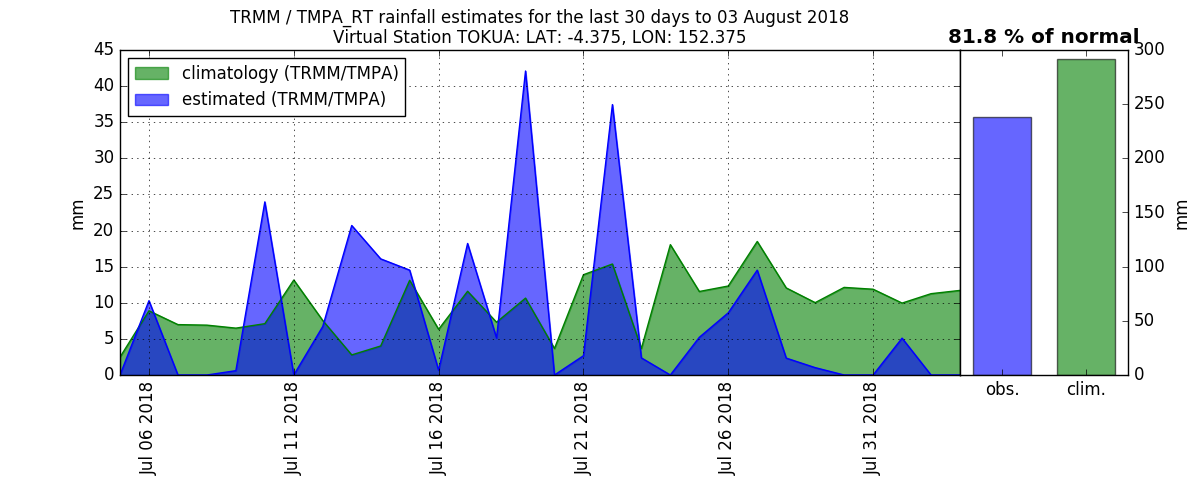 TRMM / TMPA_RT rainfall estimates for the last 30 days to 03 August 2018
Virtual Station TOKUA: LAT: -4.375, LON: 152.375
81.8 % of normal
climatology (TRMM/TMPA)
estimated (TRMM/TMPA)
mm
45
40
35
30
25
20
15
10
5
0
Jul 06 2018
Jul 11 2018
Jul 16 2018
Jul 21 2018
Jul 26 2018
Jul 31 2018
obs.
clim.
300
250
200
150
100
50
0
mm